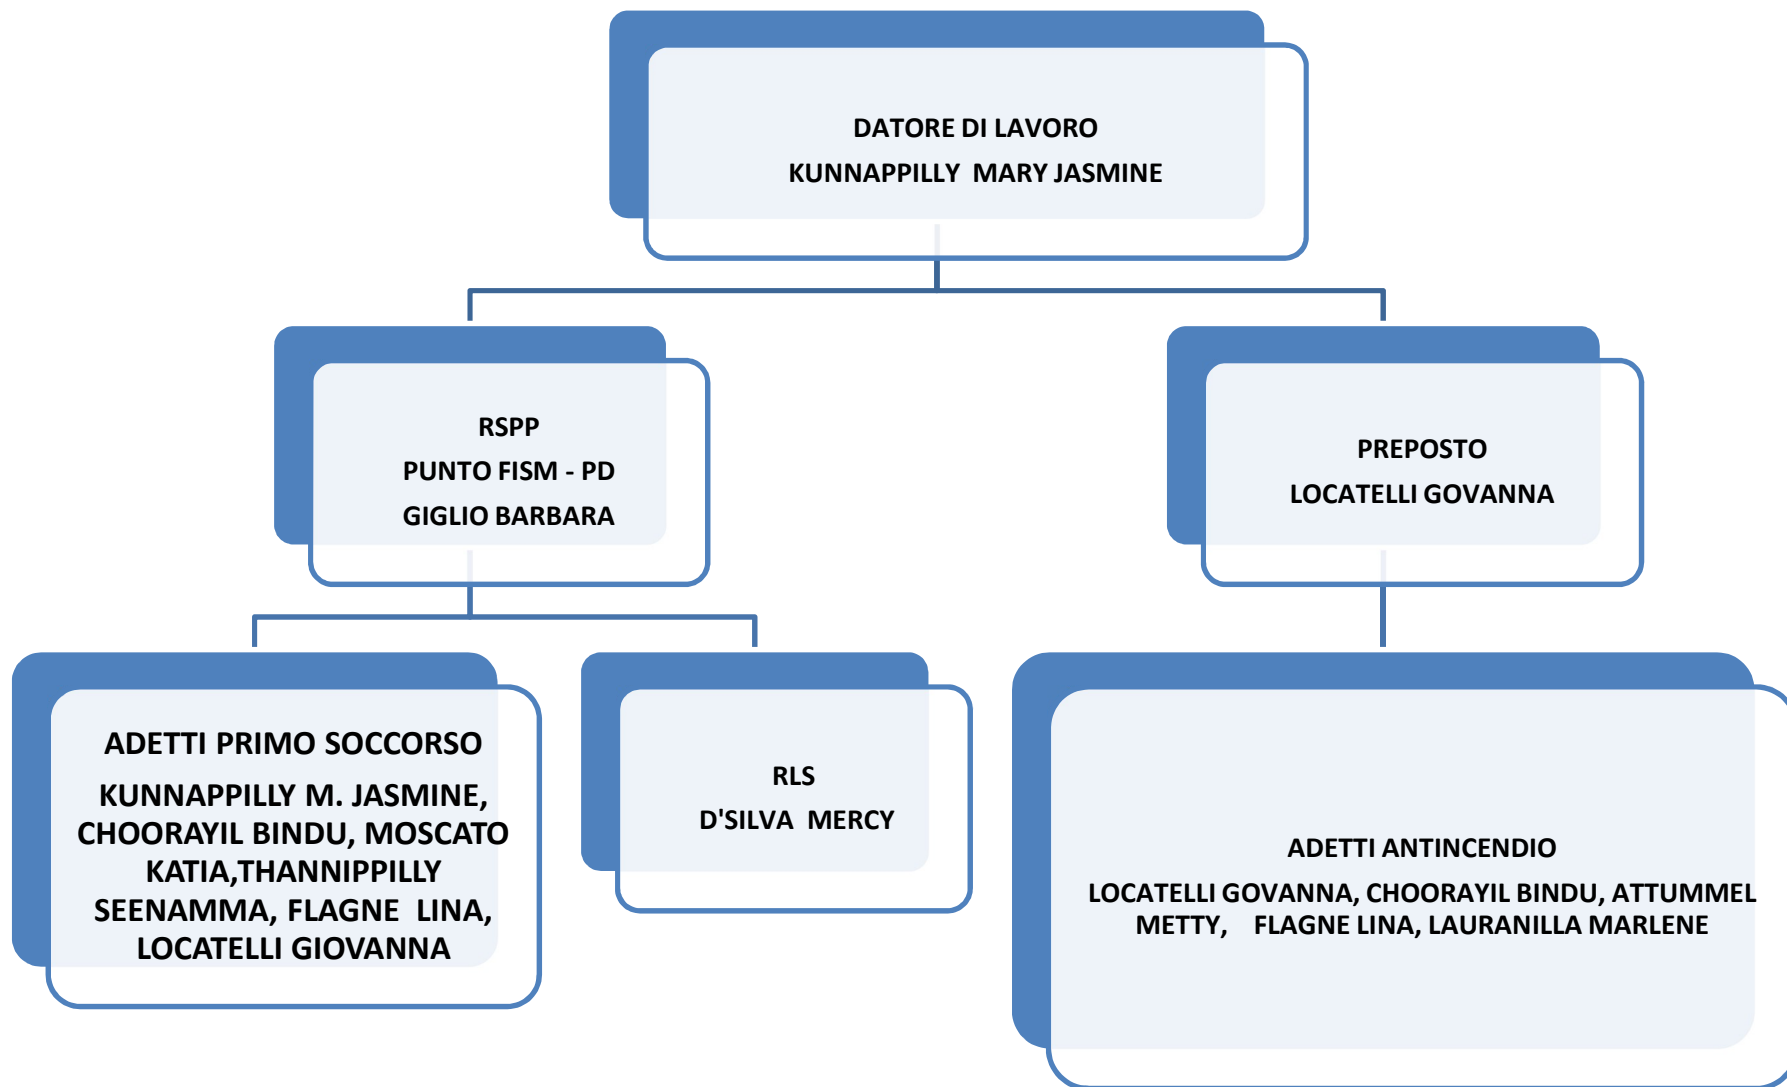 DATORE DI LAVORO
KUNNAPPILLY  MARY JASMINE
RSPP
PUNTO FISM - PD
GIGLIO BARBARA
PREPOSTO
LOCATELLI GOVANNA
ADETTI PRIMO SOCCORSO
KUNNAPPILLY M. JASMINE,
CHOORAYIL BINDU, MOSCATO
KATIA,THANNIPPILLY
SEENAMMA, FLAGNE  LINA,
LOCATELLI GIOVANNA
RLS
D'SILVA  MERCY
ADETTI ANTINCENDIO
LOCATELLI GOVANNA, CHOORAYIL BINDU, ATTUMMEL
METTY,    FLAGNE LINA, LAURANILLA MARLENE